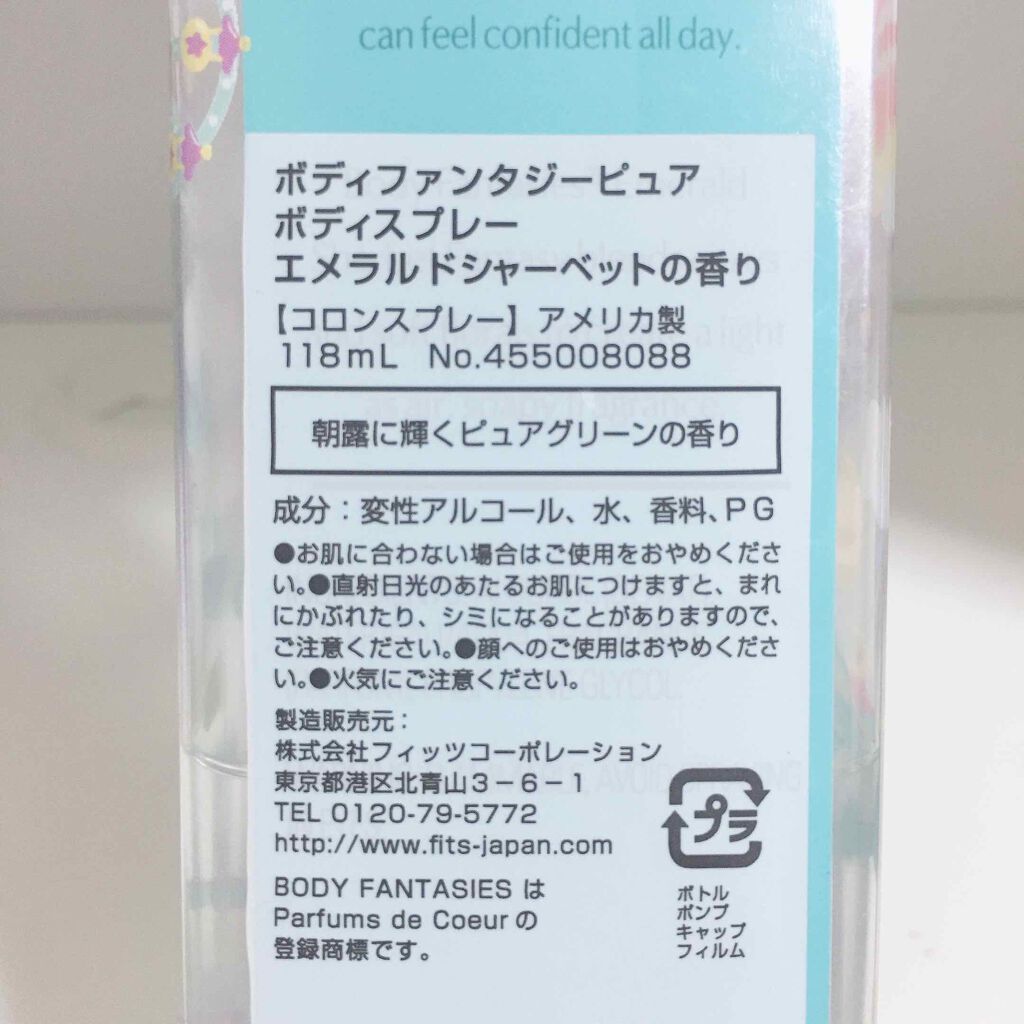 can feel confident all day.
ボディファンタジーピュア
ボディスプレー
エメラルドシャーベットの香り
【コロンスプレー】アメリカ製
118mL No.455008088
朝露に輝くピュアグリーンの香り
成分：変性アルコール、水、香料、PG
●お肌に合わない場合はご使用をおやめくださ
い。●直射日光のあたるお肌につけますと、まれ
にかぶれたり、シミになることがありますので、
ご注意ください。●顔へのご使用はおやめくださ
い。●火気にご注意ください。
製造販売元：
株式会社フィッツコーポレーション
東京都港区北青山3-6-1
TEL 0120-79-5772
http://www.fits-japan.com
BODY FANTASIES は
Parfums de Coeurの
登録商標です。
プラ
ボトル
ポンプ
キャップ
フィルム